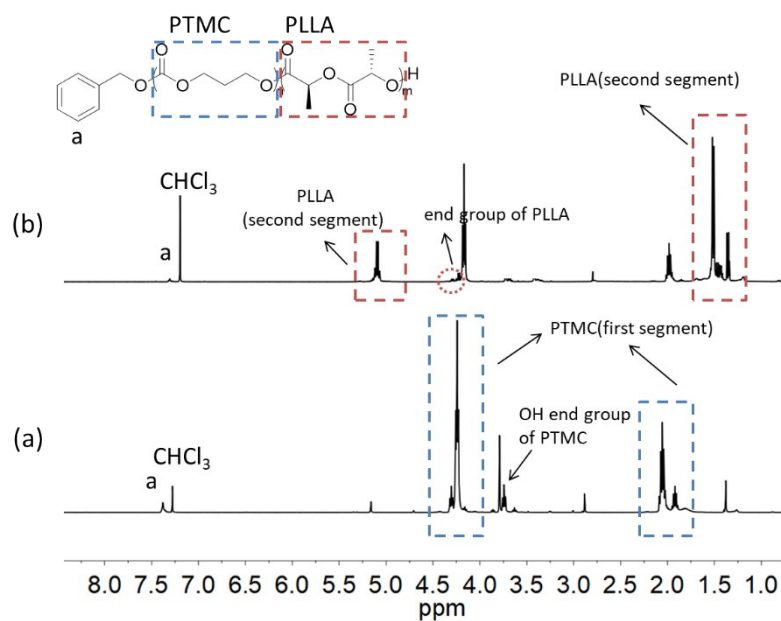 PTMC PLLA
O
O
O
O
O
O
O
O
H
m
a
PLLA(second segment)
CHCl3
PLLA
(second segment)
end group of PLLA
(b)
a
PTMC(first segment)
OH end group
of PTMC
CHCl3
(a)
a
8.0 7.5 7.0 6.5 6.0 5.5 5.0 4.5 4.0 3.5 3.0 2.5 2.0 1.5 1.0
ppm